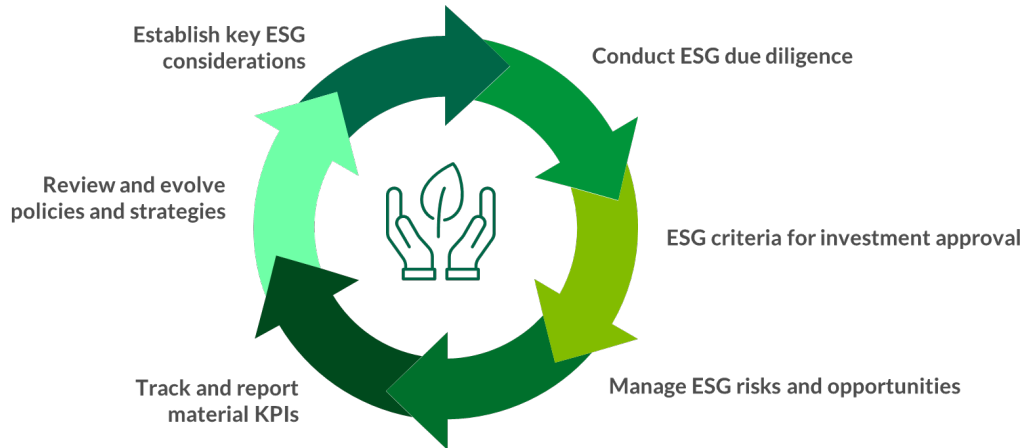 Establish key ESG
considerations
Conduct ESG due diligence
ESG criteria for investment approval
Manage ESG risks and opportunities
Track and report
material KPIs
Review and evolve
policies and strategies